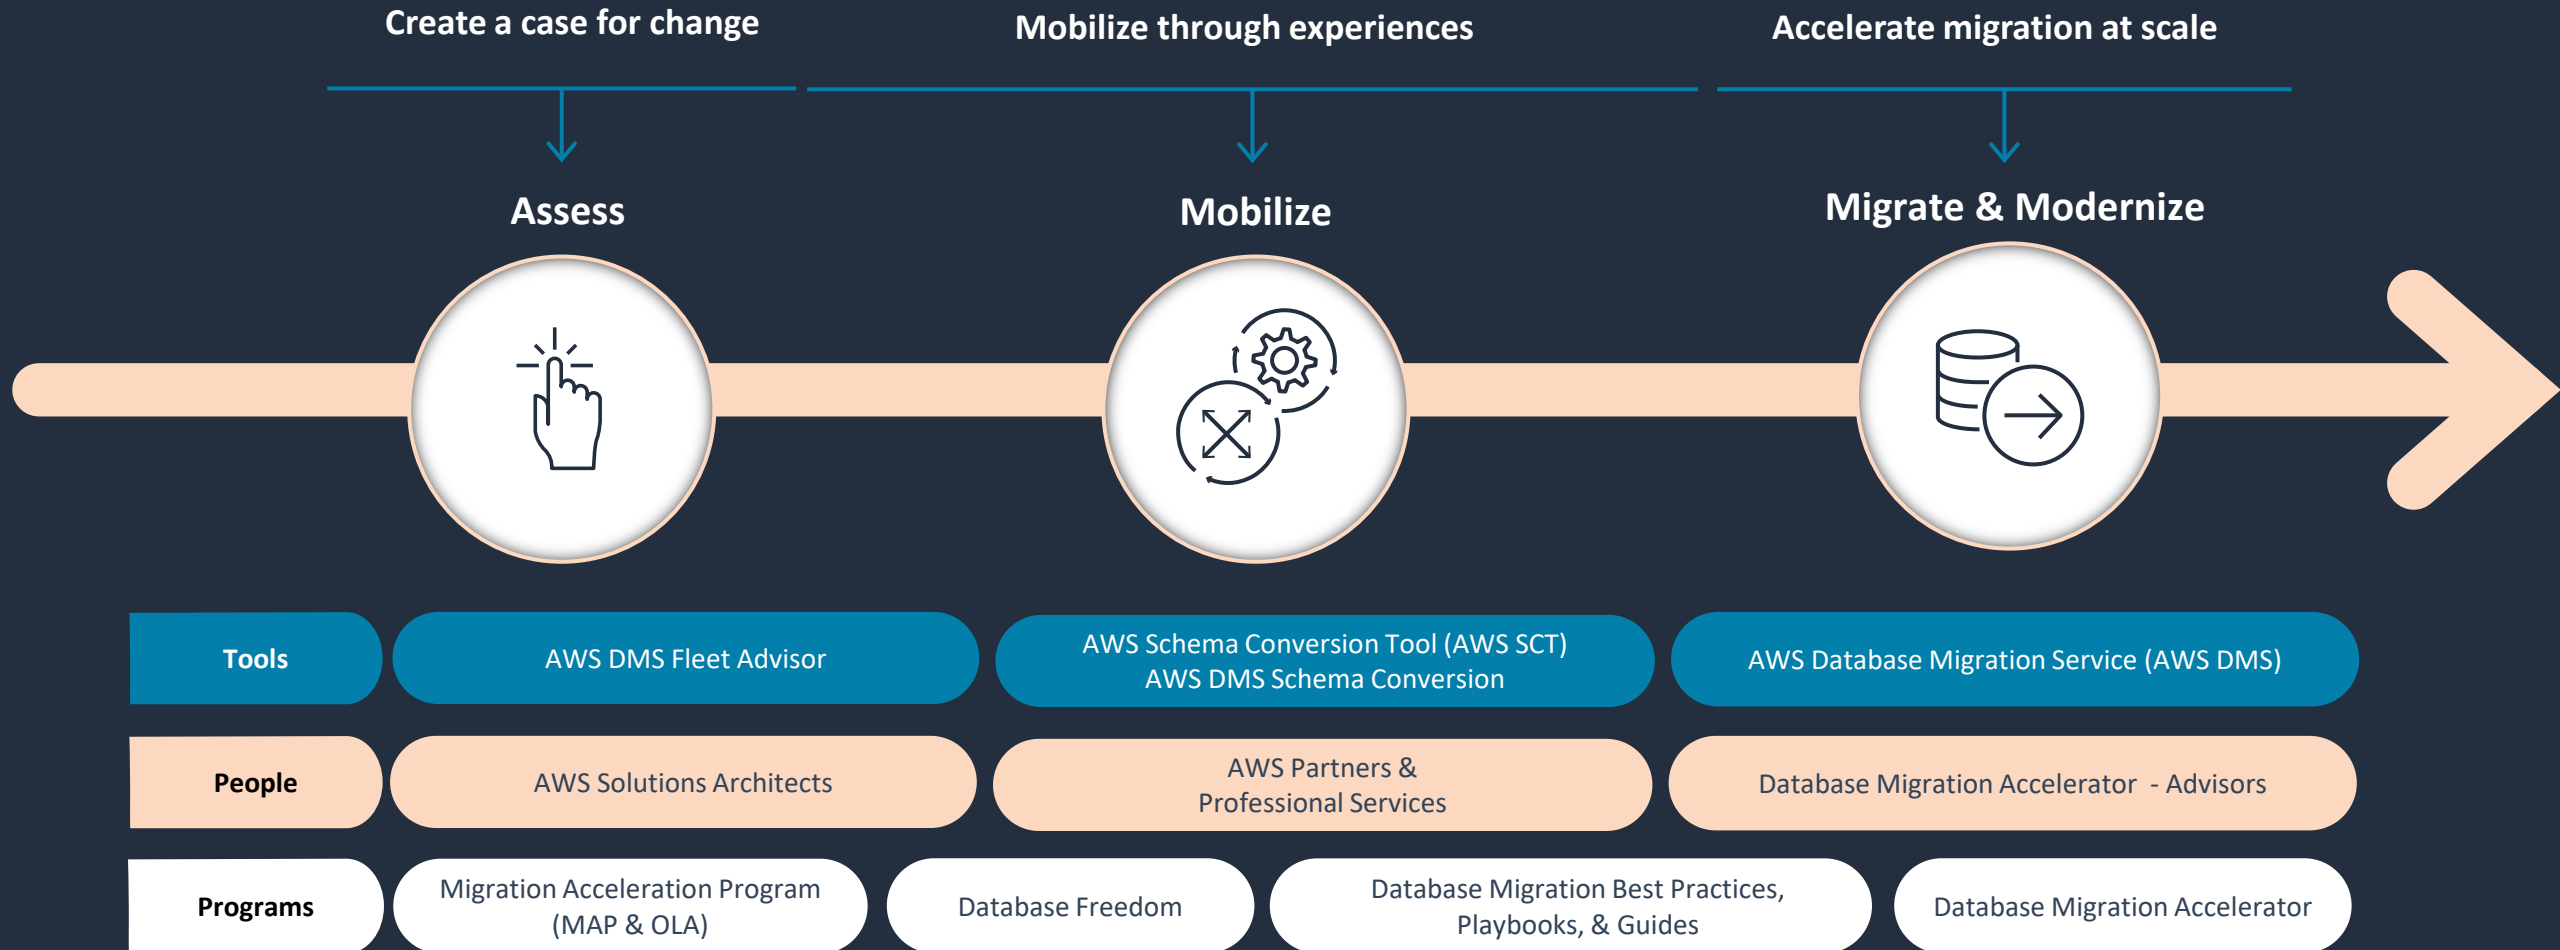 Create a case for change
Mobilize through experiences
Accelerate migration at scale
Assess
Mobilize
Migrate & Modernize
Tools
AWS DMS Fleet Advisor
AWS Schema Conversion Tool (AWS SCT)
AWS DMS Schema Conversion
AWS Database Migration Service (AWS DMS)
People
AWS Solutions Architects
AWS Partners &
Professional Services
Database Migration Accelerator - Advisors
Programs
Migration Acceleration Program
(MAP & OLA)
Database Freedom
Database Migration Best Practices,
Playbooks, & Guides
Database Migration Accelerator